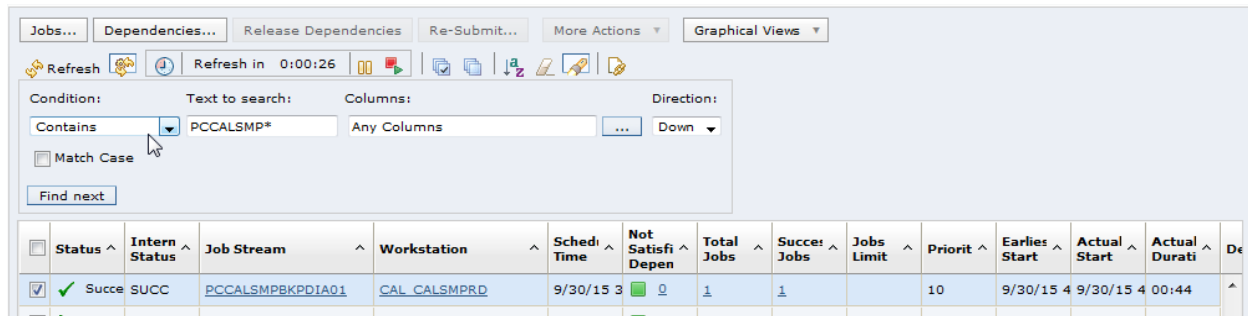 Jobs... Dependencies... Release Dependencies Re-Submit... More Actions Graphical Views
Refresh Refresh in 0:00:26
Condition: Text to search: Columns: Direction:
Contains PCCALSMP* Any Columns ... Down
Match Case
Find next
Status Intern Status Job Stream Workstation Schedu Time Not Satisfi Depen Total Jobs Succes Jobs Jobs Limit Priorit Earlies Start Actual Start Actual Durati De
Succe SUCC PCCALSMPBKPDIA01 CAL_CALSMPRD 9/30/15 3 0 1 1 10 9/30/15 4 9/30/15 4 00:44